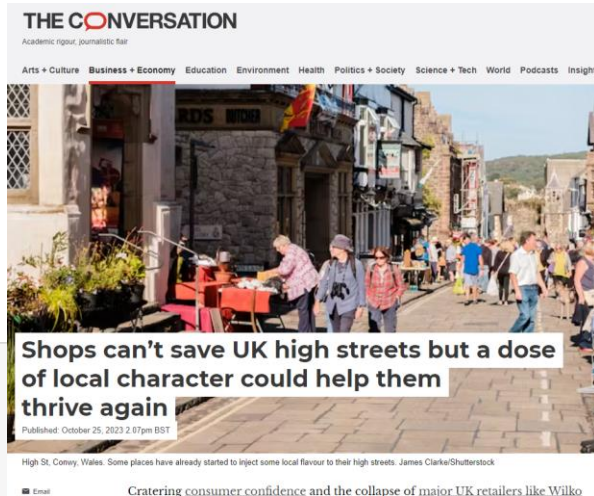 THE CONVERSATION
Academic rigour, journalistic flair
Arts + Culture Business + Economy Education Environment Health Politics + Society Science + Tech World Podcasts Insigh
RDS BUTCHER
Shops can't save UK high streets but a dose
of local character could help them
thrive again
Published: October 25, 2023 2.07pm BST
High St, Conwy, Wales. Some places have already started to inject some local flavour to their high streets. James Clarke/Shutterstock
Email
Cratering consumer confidence and the collapse of major UK retailers like Wilko